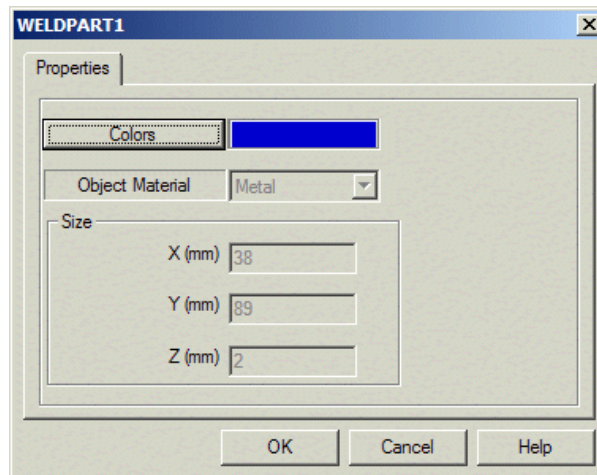 WELDPART1
Properties
Colors
Object Material Metal
Size
X (mm) 38
Y (mm) 89
Z (mm) 2
OK Cancel Help